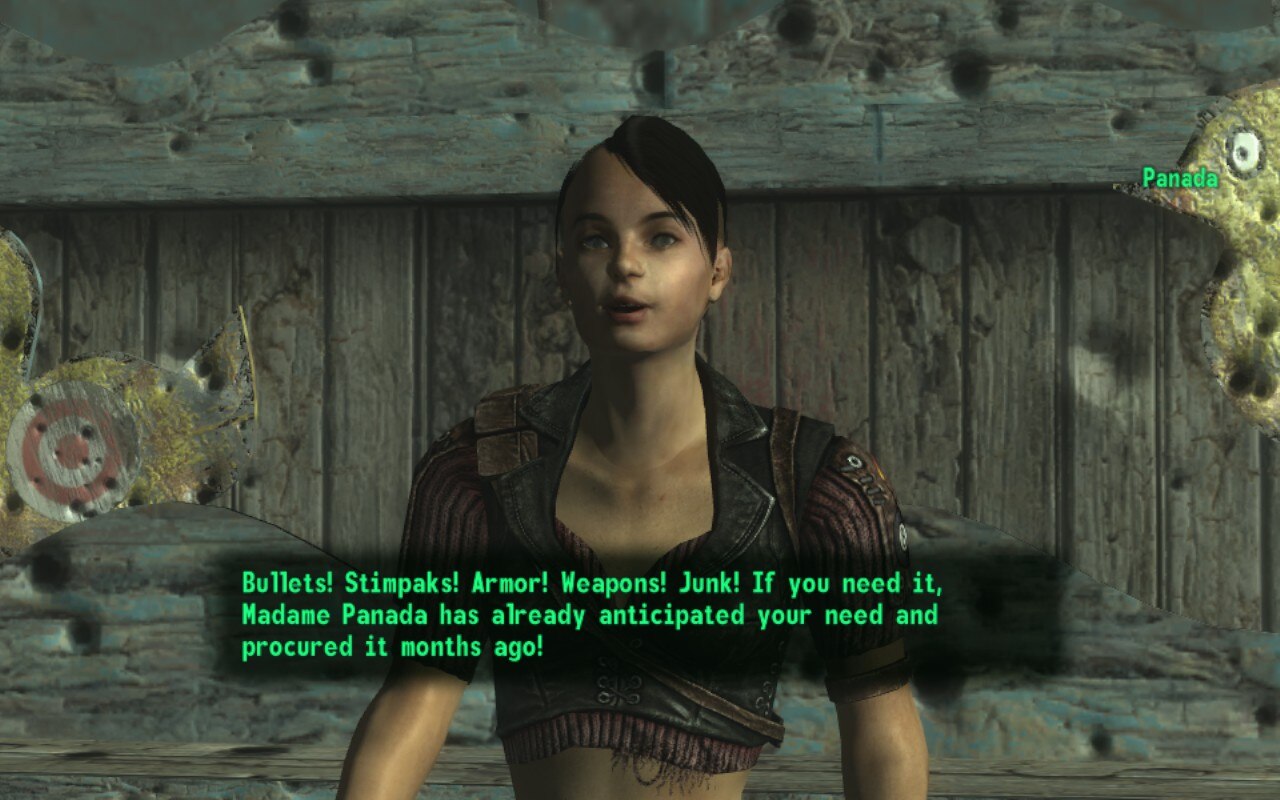 Panada
Bullets! Stimpaks! Armor! Weapons! Junk! If you need it,
Madame Panada has already anticipated your need and
procured it months ago!